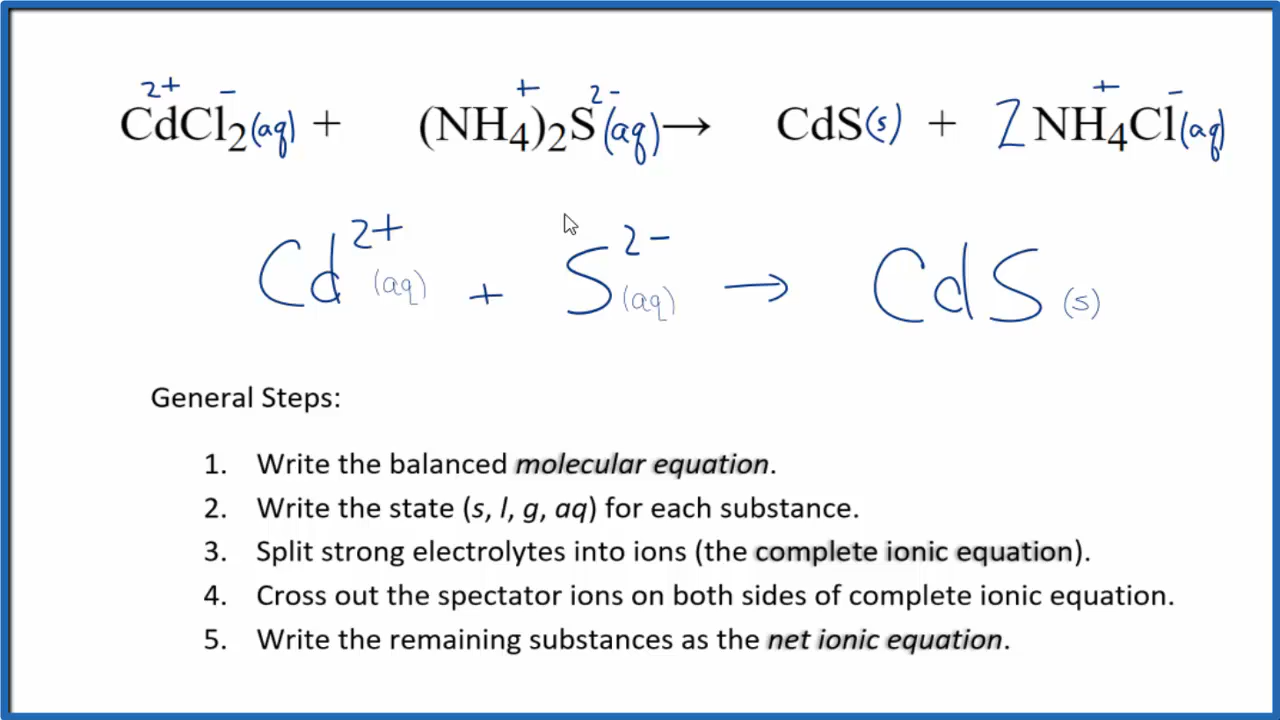 CdCl₂(aq) + (NH₄)₂S(aq) → CdS(s) + 2NH₄Cl(aq)
2+ - + 2- + -
Cd²⁺(aq) + S²⁻(aq) → CdS(s)
General Steps:
1. Write the balanced molecular equation.
2. Write the state (s, l, g, aq) for each substance.
3. Split strong electrolytes into ions (the complete ionic equation).
4. Cross out the spectator ions on both sides of complete ionic equation.
5. Write the remaining substances as the net ionic equation.